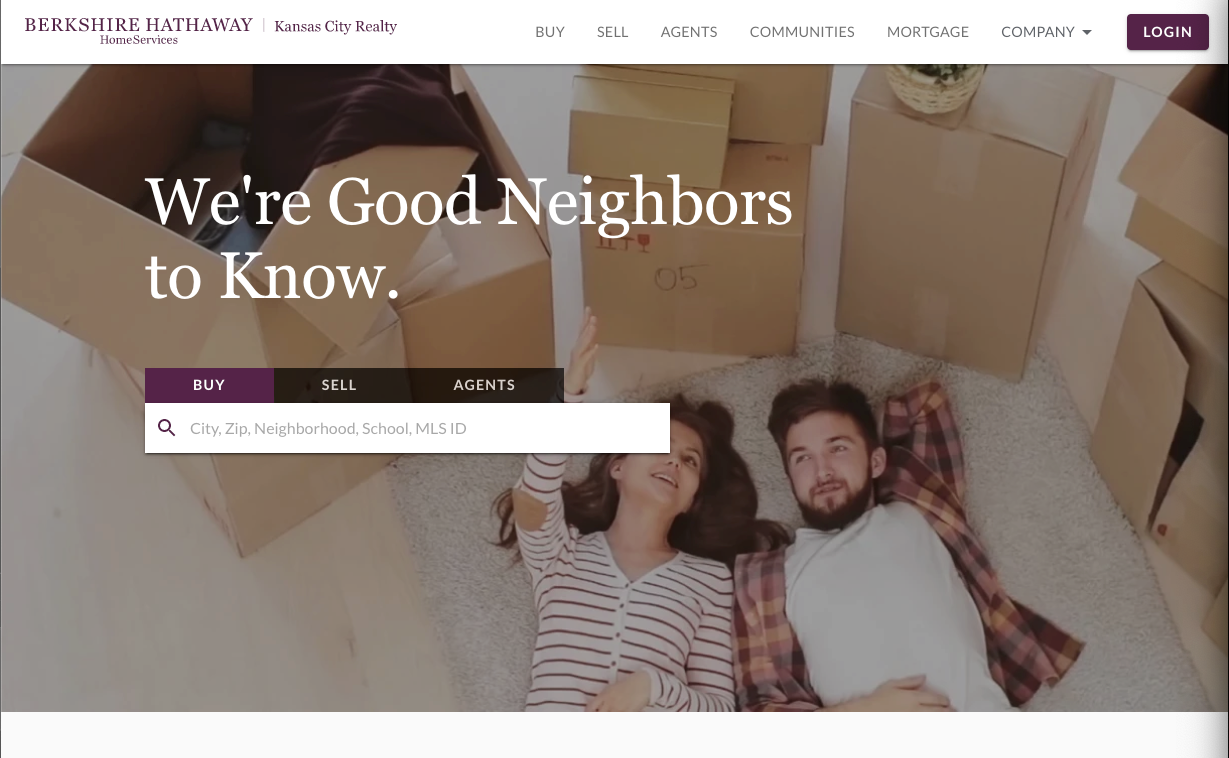 BERKSHIRE HATHAWAY
HomeServices
Kansas City Realty
BUY
SELL
AGENTS
COMMUNITIES
MORTGAGE
COMPANY
LOGIN
We're Good Neighbors
to Know.
05
BUY
SELL
AGENTS
City, Zip, Neighborhood, School, MLS ID